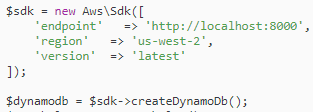 $sdk = new Aws\Sdk([
    'endpoint'   => 'http://localhost:8000',
    'region'   => 'us-west-2',
    'version'  => 'latest'
]);

$dynamodb = $sdk->createDynamoDb();